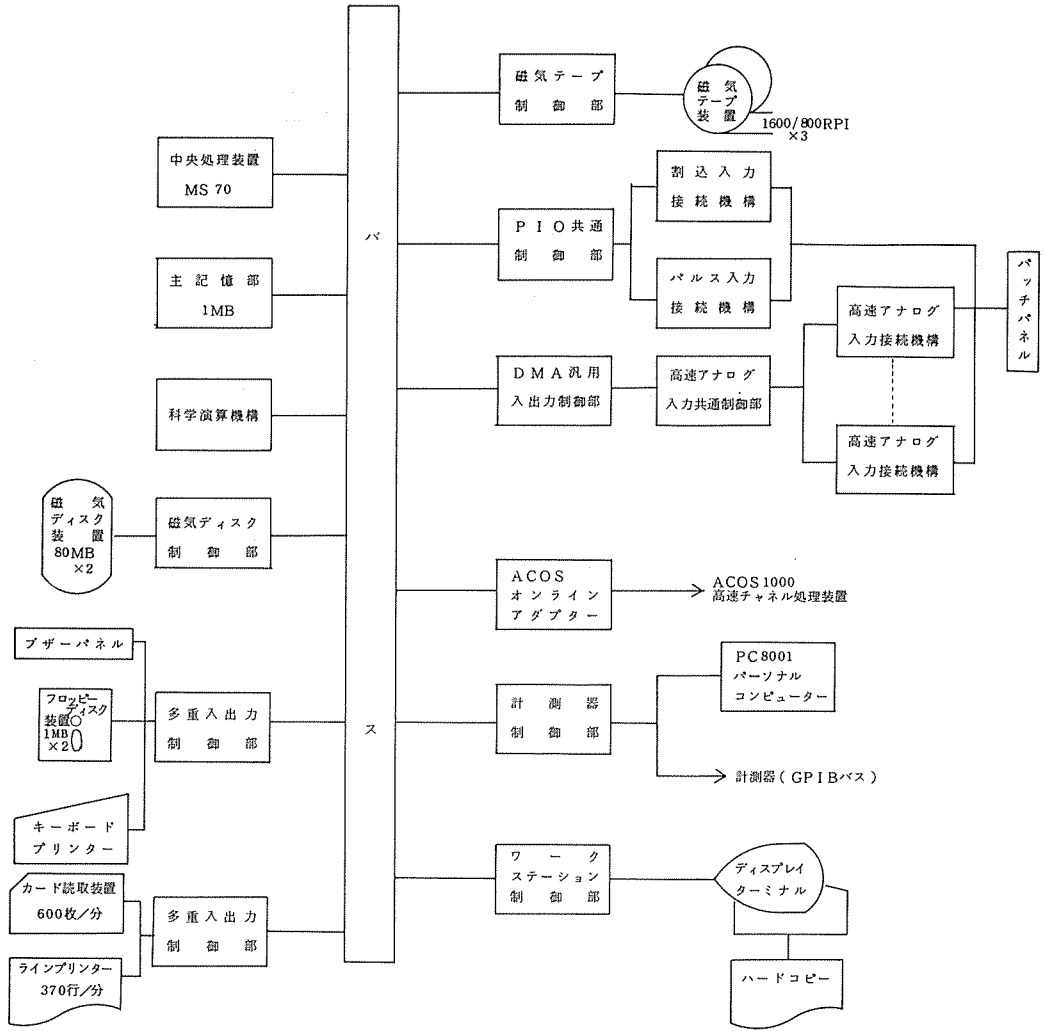 中央処理装置
MS 70
主記憶部
1MB
科学演算機構
磁気
ディスク
装置
80MB
×2
磁気ディスク
制御部
ブザーパネル
フロッピー
ディスク
装置
1MB
×2
多重入出力
制御部
キーボード
プリンター
カード読取装置
600枚/分
多重入出力
制御部
ラインプリンター
370行/分
バス
磁気テープ
制御部
磁気
テープ
装置
1600/800RPI
×3
PIO共通
制御部
割込入力
接続機構
パルス入力
接続機構
DMA汎用
入出力制御部
高速アナログ
入力共通制御部
高速アナログ
入力接続機構
高速アナログ
入力接続機構
パッチパネル
ACOS
オンライン
アダプター
ACOS1000
高速チャネル処理装置
計測器
制御部
PC8001
パーソナル
コンピューター
計測器(GPIBバス)
ワーク
ステーション
制御部
ディスプレイ
ターミナル
ハードコピー